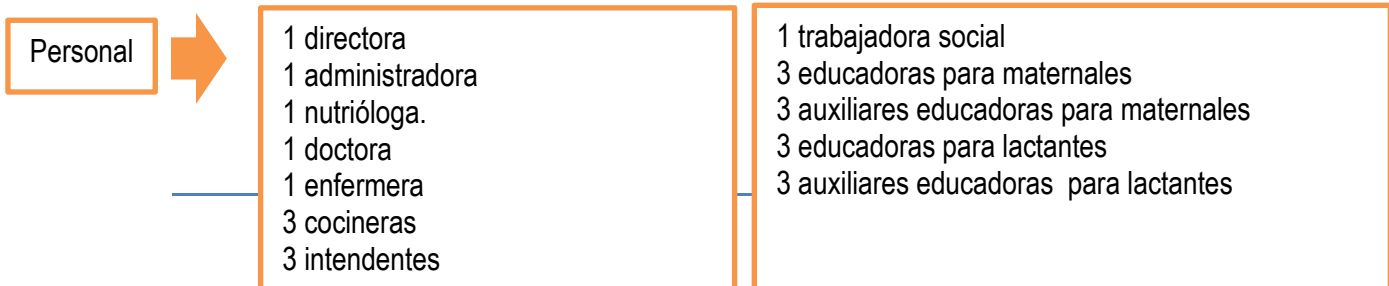 Personal
1 directora
1 administradora
1 nutrióloga.
1 doctora
1 enfermera
3 cocineras
3 intendentes
1 trabajadora social
3 educadoras para maternales
3 auxiliares educadoras para maternales
3 educadoras para lactantes
3 auxiliares educadoras  para lactantes